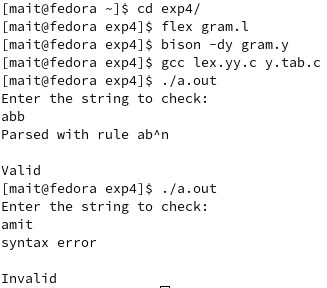 [mait@fedora ~]$ cd exp4/
[mait@fedora exp4]$ flex gram.l
[mait@fedora exp4]$ bison -dy gram.y
[mait@fedora exp4]$ gcc lex.yy.c y.tab.c
[mait@fedora exp4]$ ./a.out
Enter the string to check:
abb
Parsed with rule ab^n
Valid
[mait@fedora exp4]$ ./a.out
Enter the string to check:
amit
syntax error
Invalid